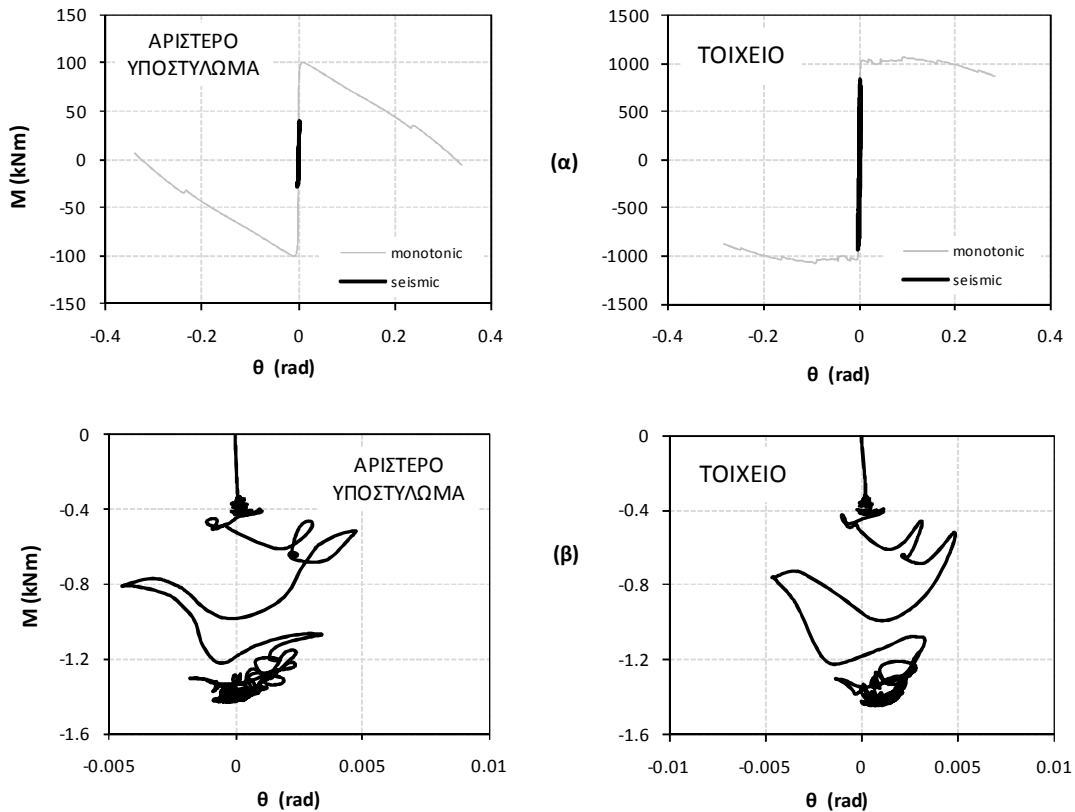 150
100
50
0
-50
-100
-150
M (kNm)
ΑΡΙΣΤΕΡΟ
ΥΠΟΣΤΥΛΩΜΑ
monotonic
seismic
-0.4
-0.2
0
0.2
0.4
θ (rad)
(α)
1500
1000
500
0
-500
-1000
-1500
ΤΟΙΧΕΙΟ
monotonic
seismic
-0.4
-0.2
0
0.2
0.4
θ (rad)
0
-0.4
-0.8
-1.2
-1.6
M (kNm)
ΑΡΙΣΤΕΡΟ
ΥΠΟΣΤΥΛΩΜΑ
-0.005
0
0.005
0.01
θ (rad)
(β)
0
-0.4
-0.8
-1.2
-1.6
ΤΟΙΧΕΙΟ
-0.01
-0.005
0
0.005
0.01
θ (rad)